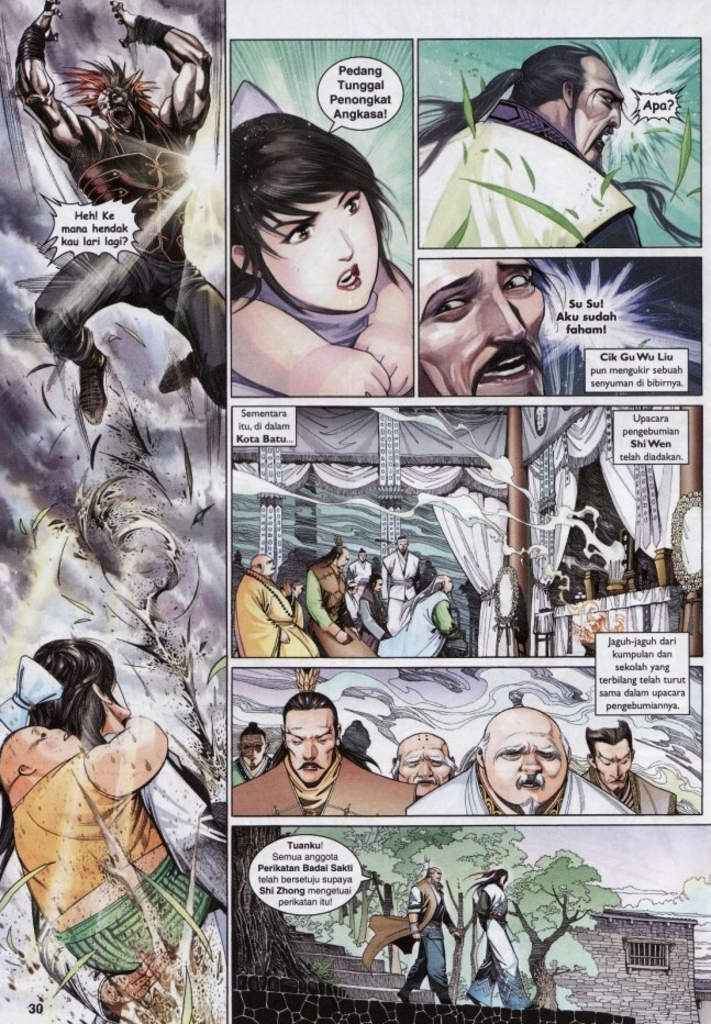 Heh! Ke
mana hendak
kau lari lagi?
Pedang
Tunggal
Penongkat
Angkasa!
Apa?
Su Su!
Aku sudah
faham!
Cik Gu Wu Liu
pun mengukir sebuah
senyuman di bibirnya.
Sementara
itu, di dalam
Kota Batu...
Upacara
pengebumian
Shi Wen
telah diadakan.
Jaguh-jaguh dari
kumpulan dan
sekolah yang
terbilang telah turut
sama dalam upacara
pengebumiannya.
Tuanku!
Semua anggota
Perikatan Badai Sakti
telah bersetuju supaya
Shi Zhong mengetuai
perikatan itu!
30